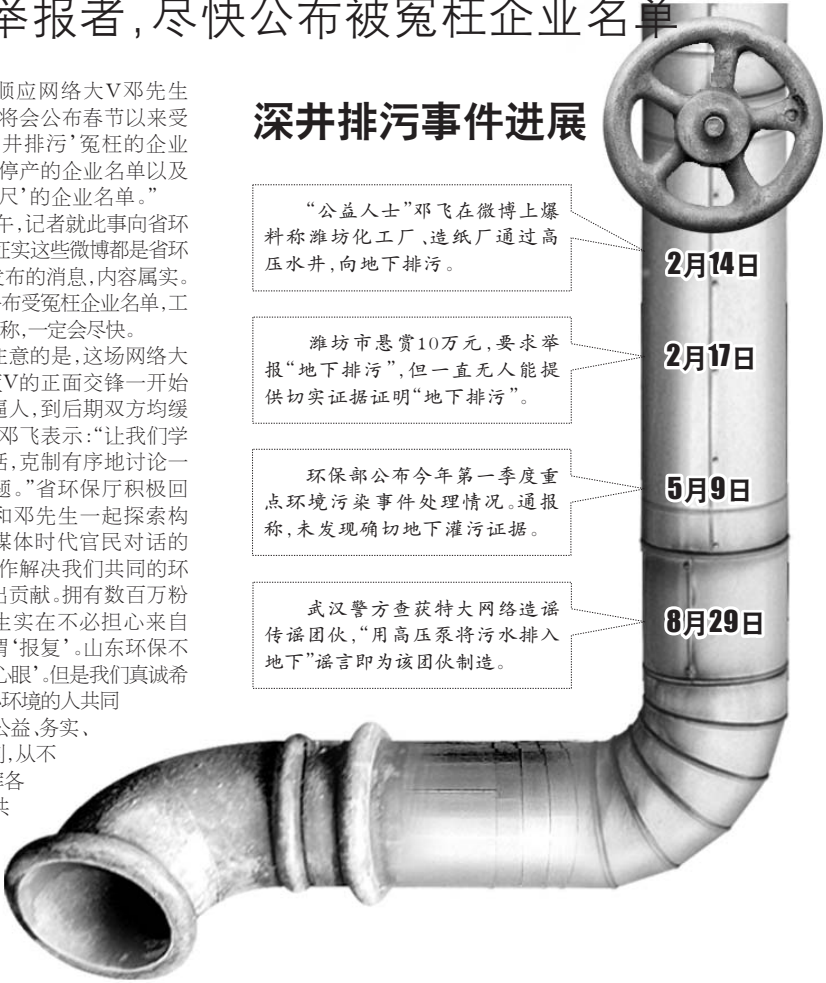 举报者,尽快公布被冤枉企业名单
顺应网络大V邓先生
将会公布春节以来受
井排污’冤枉的企业
停产的企业名单以及
尺’的企业名单。”
午,记者就此事向省环
证实这些微博都是省环
发布的消息,内容属实。
布受冤枉企业名单,工
称,一定会尽快。
注意的是,这场网络大
V的正面交锋一开始
逼人,到后期双方均缓
邓飞表示:“让我们学
话,克制有序地讨论一
题。”省环保厅积极回
和邓先生一起探索构
媒体时代官民对话的
作解决我们共同的环
出贡献。拥有数百万粉
生实在不必担心来自
谓‘报复’。山东环保不
心眼’。但是我们真诚希
环境的人共同
公益、务实、
从不
各
共
深井排污事件进展
“公益人士”邓飞在微博上爆
料称潍坊化工厂、造纸厂通过高
压水井,向地下排污。
2月14日
潍坊市悬赏10万元,要求举
报“地下排污”,但一直无人能提
供切实证据证明“地下排污”。
2月17日
环保部公布今年第一季度重
点环境污染事件处理情况。通报
称,未发现确切地下灌污证据。
5月9日
武汉警方查获特大网络造谣
传谣团伙,“用高压泵将污水排入
地下”谣言即为该团伙制造。
8月29日